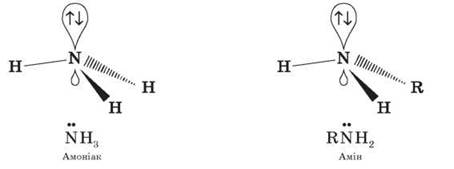 ↑↓ ↑↓
H N H H H N R H
N̈H₃ RN̈H₂
Амоніак Амін